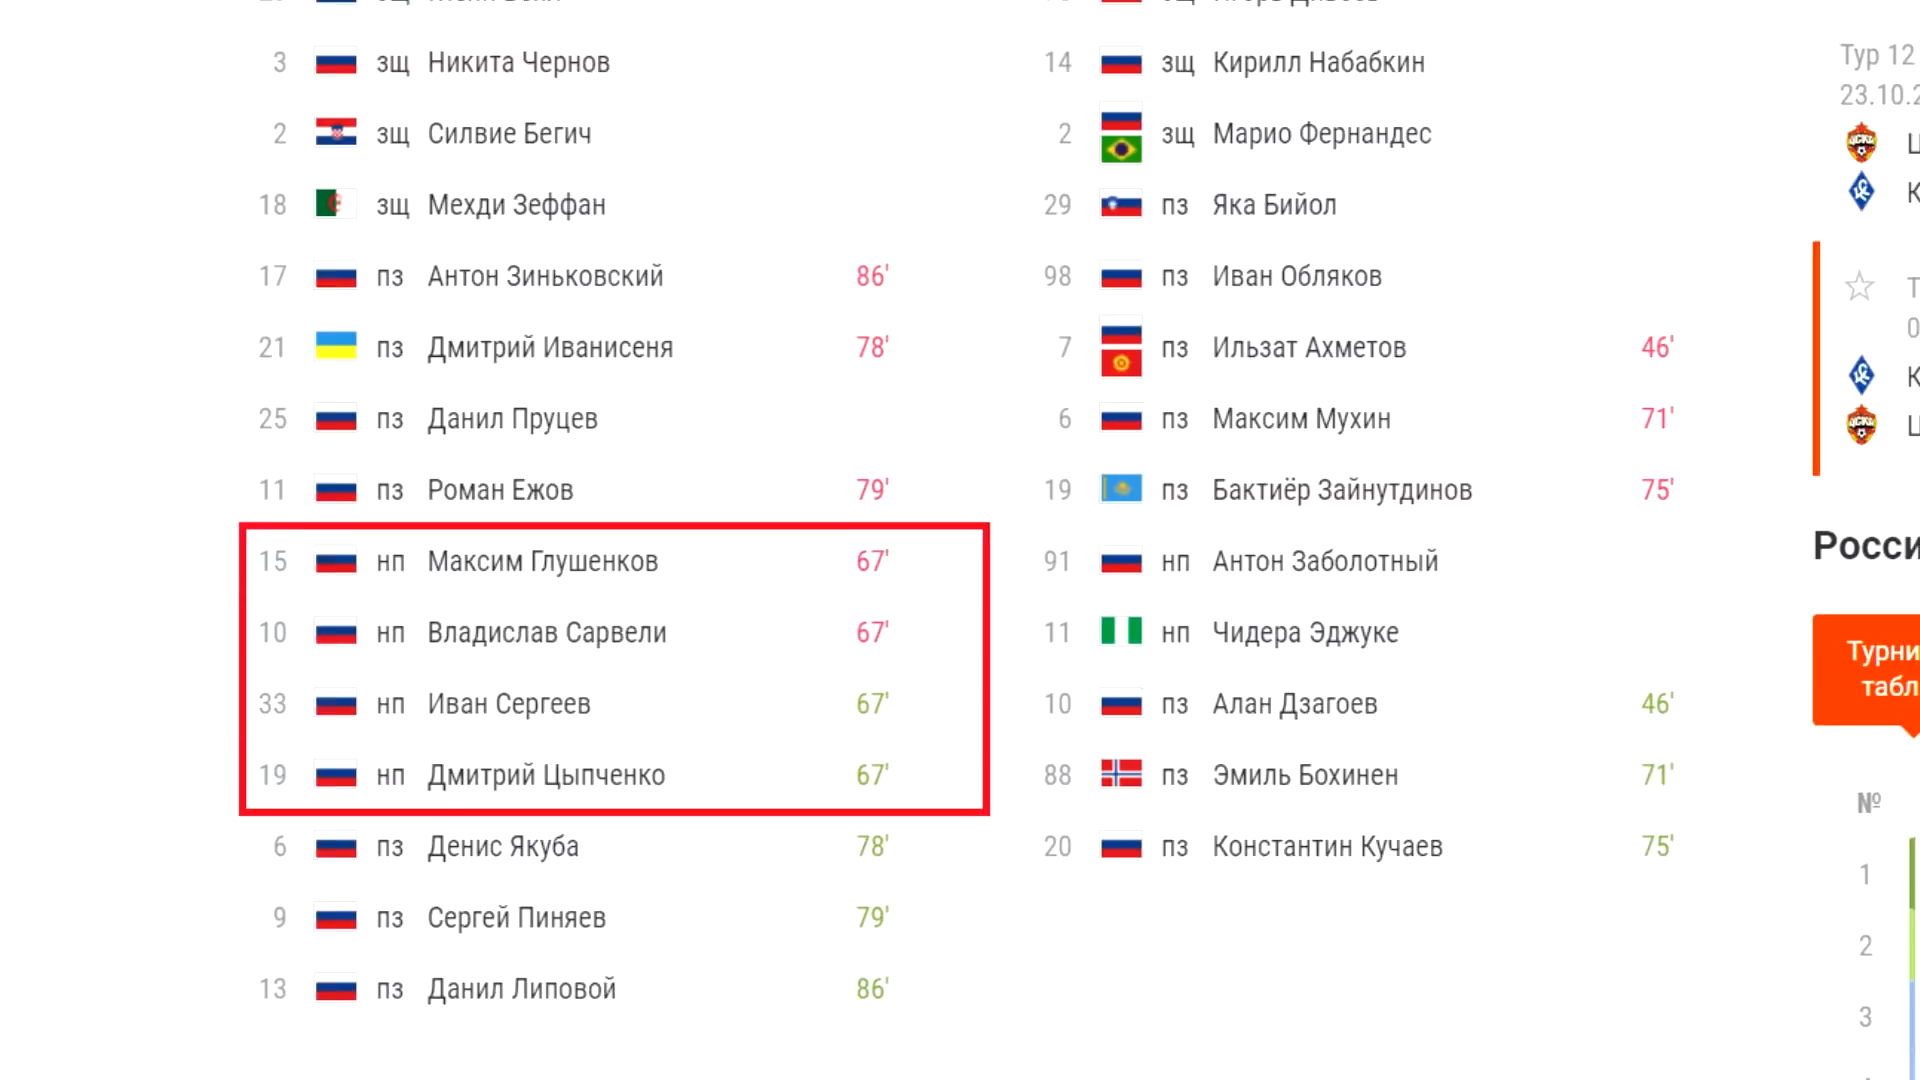 3 зщ Никита Чернов
2 зщ Силвие Бегич
18 зщ Мехди Зеффан
17 пз Антон Зиньковский 86'
21 пз Дмитрий Иванисеня 78'
25 пз Данил Пруцев
11 пз Роман Ежов 79'
15 нп Максим Глушенков 67'
10 нп Владислав Сарвели 67'
33 нп Иван Сергеев 67'
19 нп Дмитрий Цыпченко 67'
6 пз Денис Якуба 78'
9 пз Сергей Пиняев 79'
13 пз Данил Липовой 86'
14 зщ Кирилл Набабкин
2 зщ Марио Фернандес
29 пз Яка Бийол
98 пз Иван Обляков
7 пз Ильзат Ахметов 46'
6 пз Максим Мухин 71'
19 пз Бактиёр Зайнутдинов 75'
91 нп Антон Заболотный
11 нп Чидера Эджуке
10 пз Алан Дзагоев 46'
88 пз Эмиль Бохинен 71'
20 пз Константин Кучаев 75'
Тур 12
23.10.2
К
К
Росси
Турни
табл
№
1
2
3